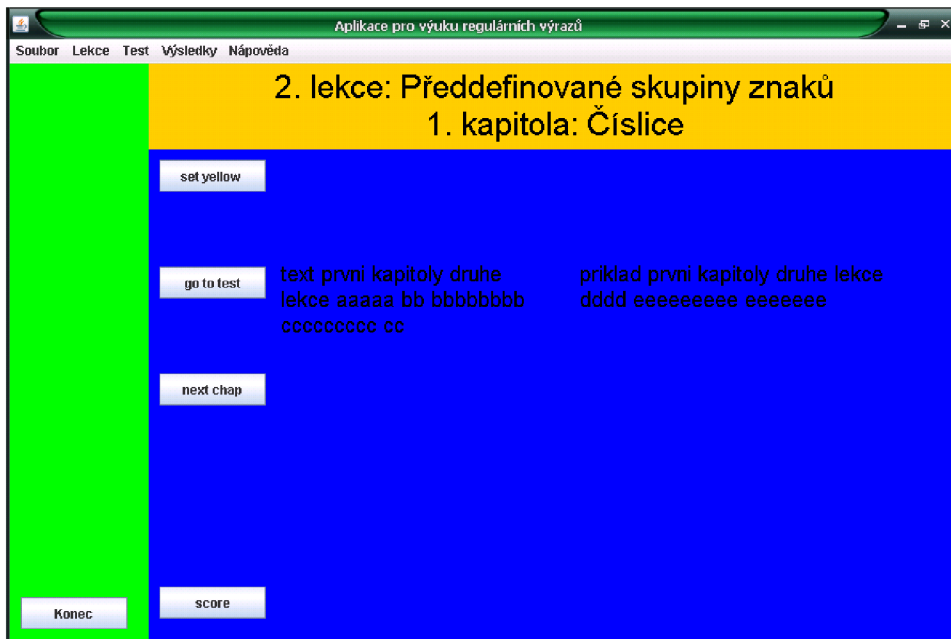 Aplikace pro výuku regulárních výrazů
Soubor Lekce Test Výsledky Nápověda
2. lekce: Předdefinované skupiny znaků
1. kapitola: Číslice
set yellow
go to test
text prvni kapitoly druhe
lekce aaaaa bb bbbbbbbb
ccccccccc cc
priklad prvni kapitoly druhe lekce
dddd eeeeeeeee eeeeeee
next chap
score
Konec